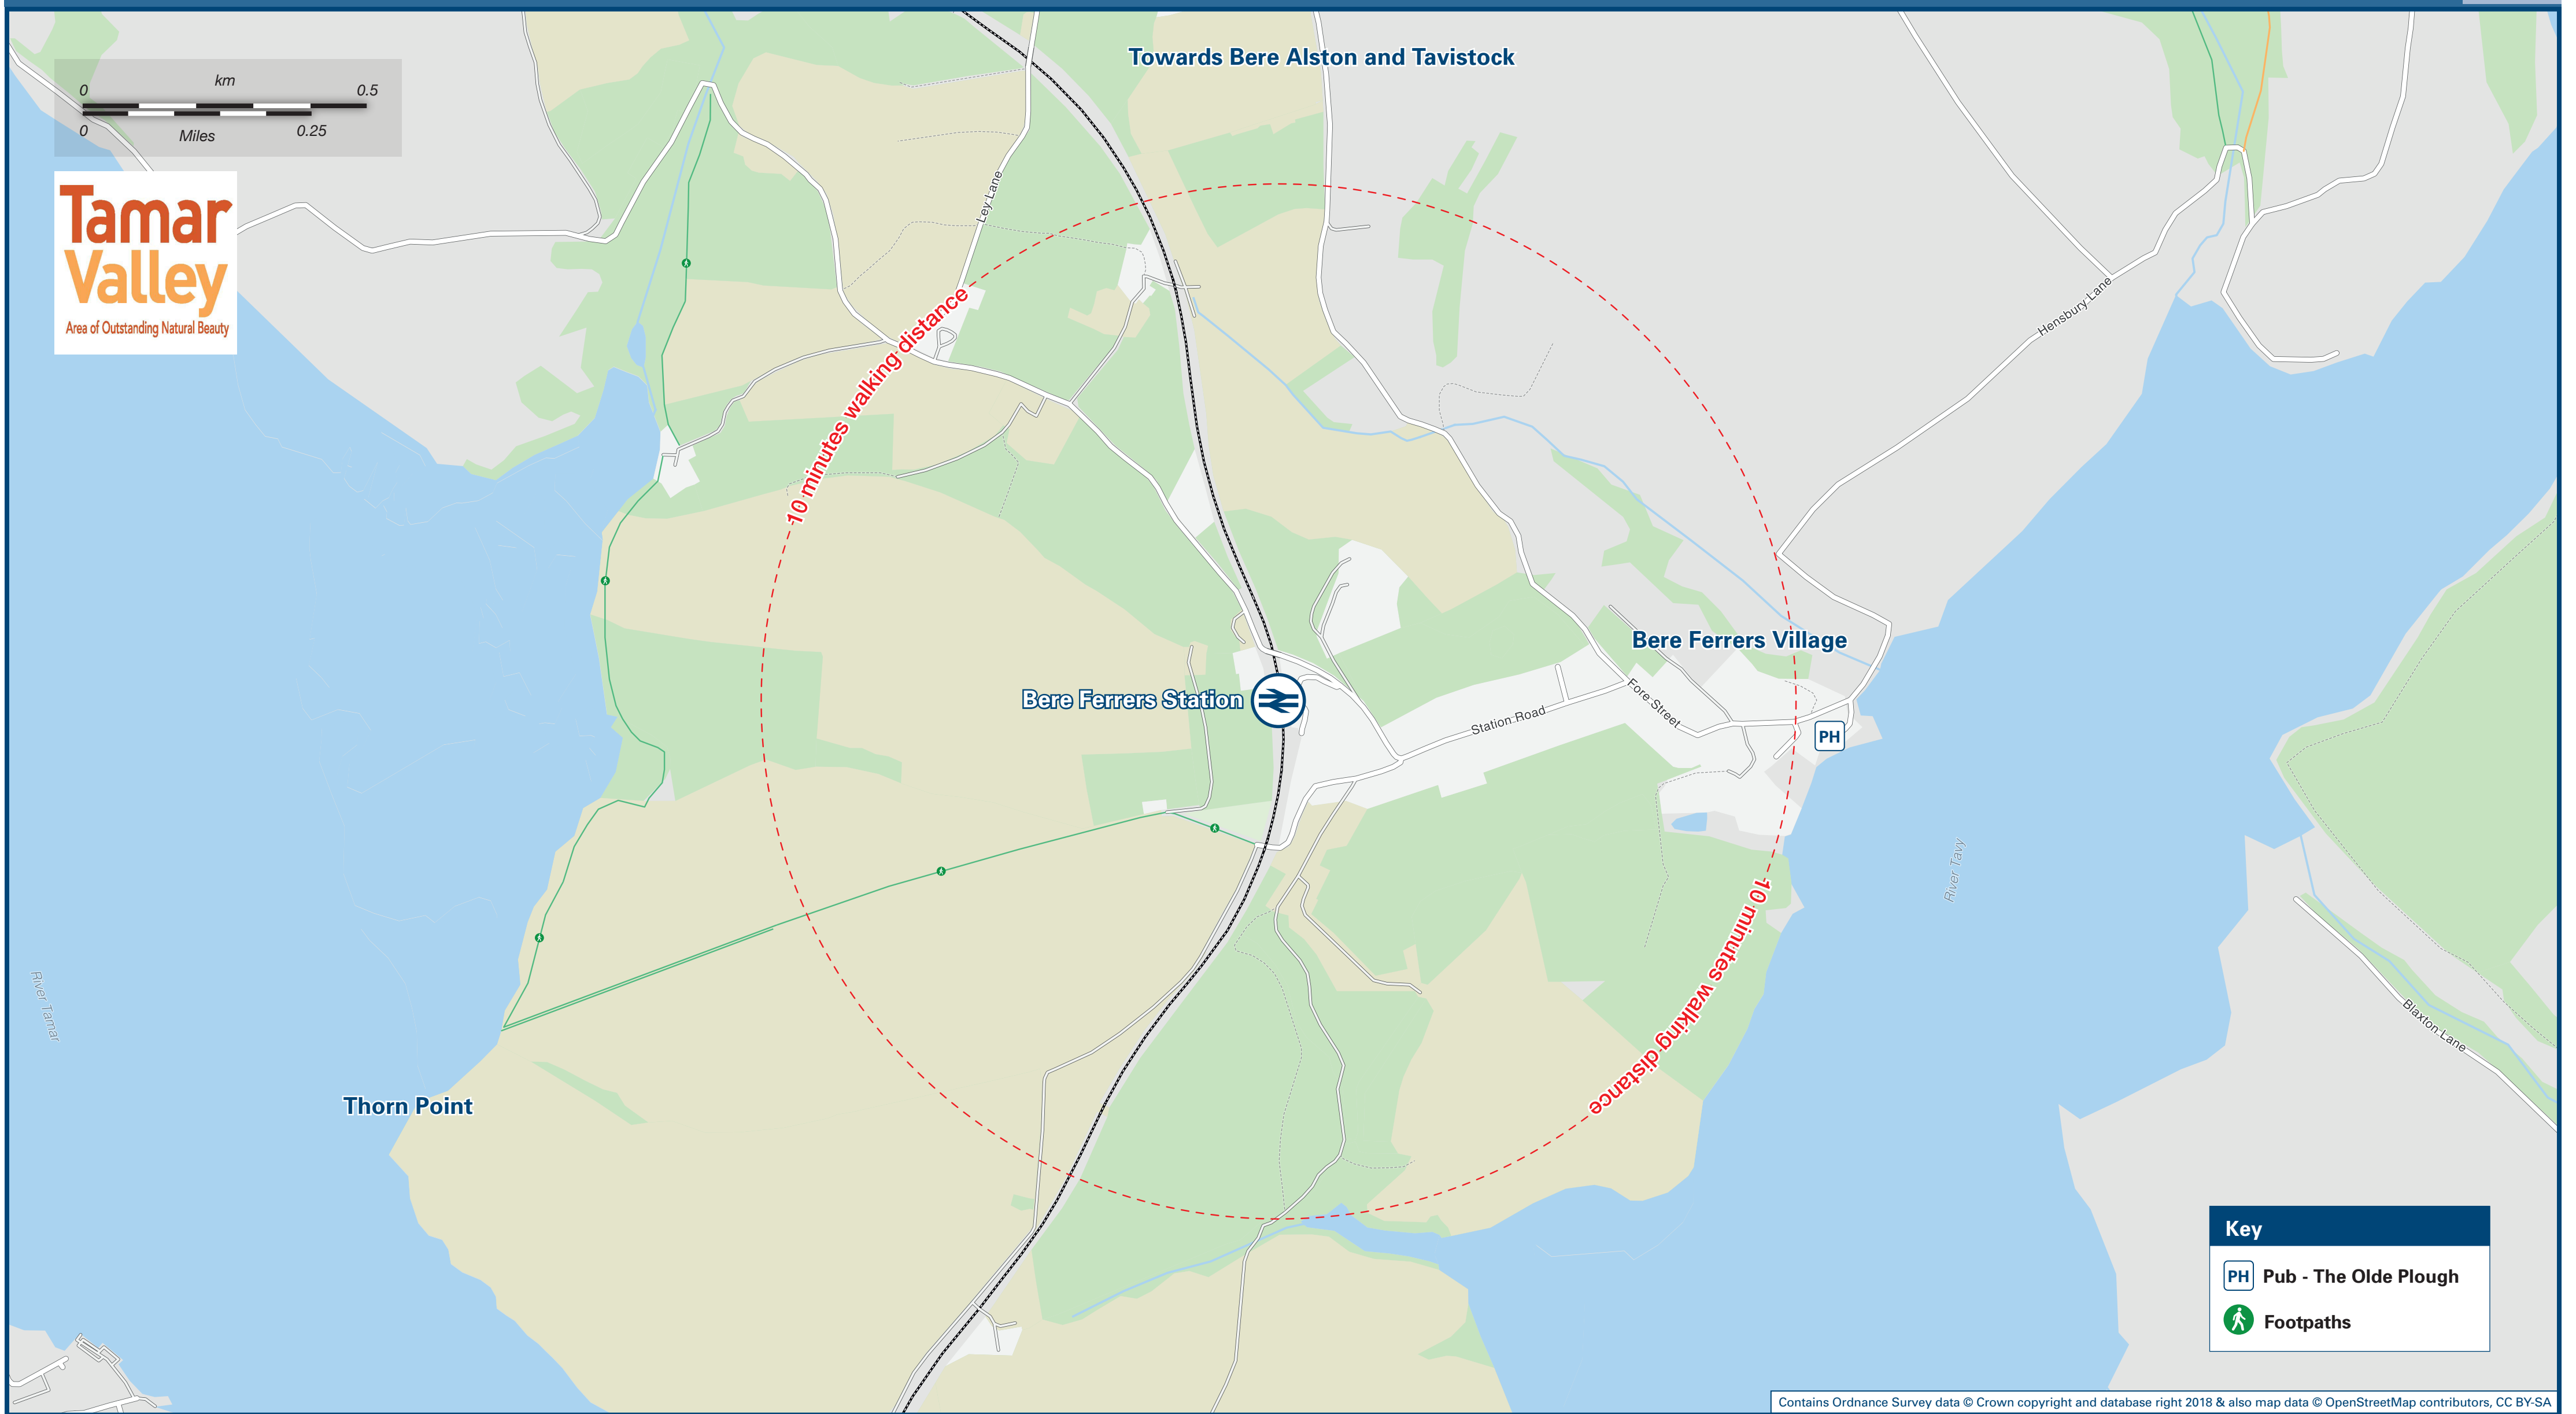 Towards Bere Alston and Tavistock
km
0
0.5
0
0.25
Miles
Tamar
Valley
Area of Outstanding Natural Beauty
Ley Lane
10 minutes walking distance
Hensbury Lane
Bere Ferrers Village
Bere Ferrers Station
Fore Street
Station Road
PH
River Tavy
10 minutes walking distance
River Tamar
Blaxton Lane
Thorn Point
Key
PH Pub - The Olde Plough
Footpaths
Contains Ordnance Survey data © Crown copyright and database right 2018 & also map data © OpenStreetMap contributors, CC BY-SA